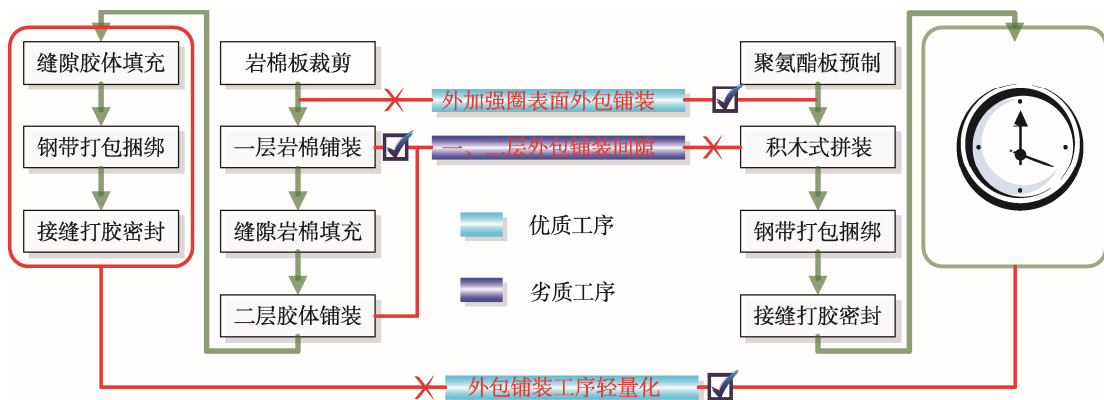 缝隙胶体填充
钢带打包捆绑
接缝打胶密封
岩棉板裁剪
一层岩棉铺装
缝隙岩棉填充
二层胶体铺装
外加强圈表面外包铺装
一、二层外包铺装间隙
优质工序
劣质工序
外包铺装工序轻量化
聚氨酯板预制
积木式拼装
钢带打包捆绑
接缝打胶密封